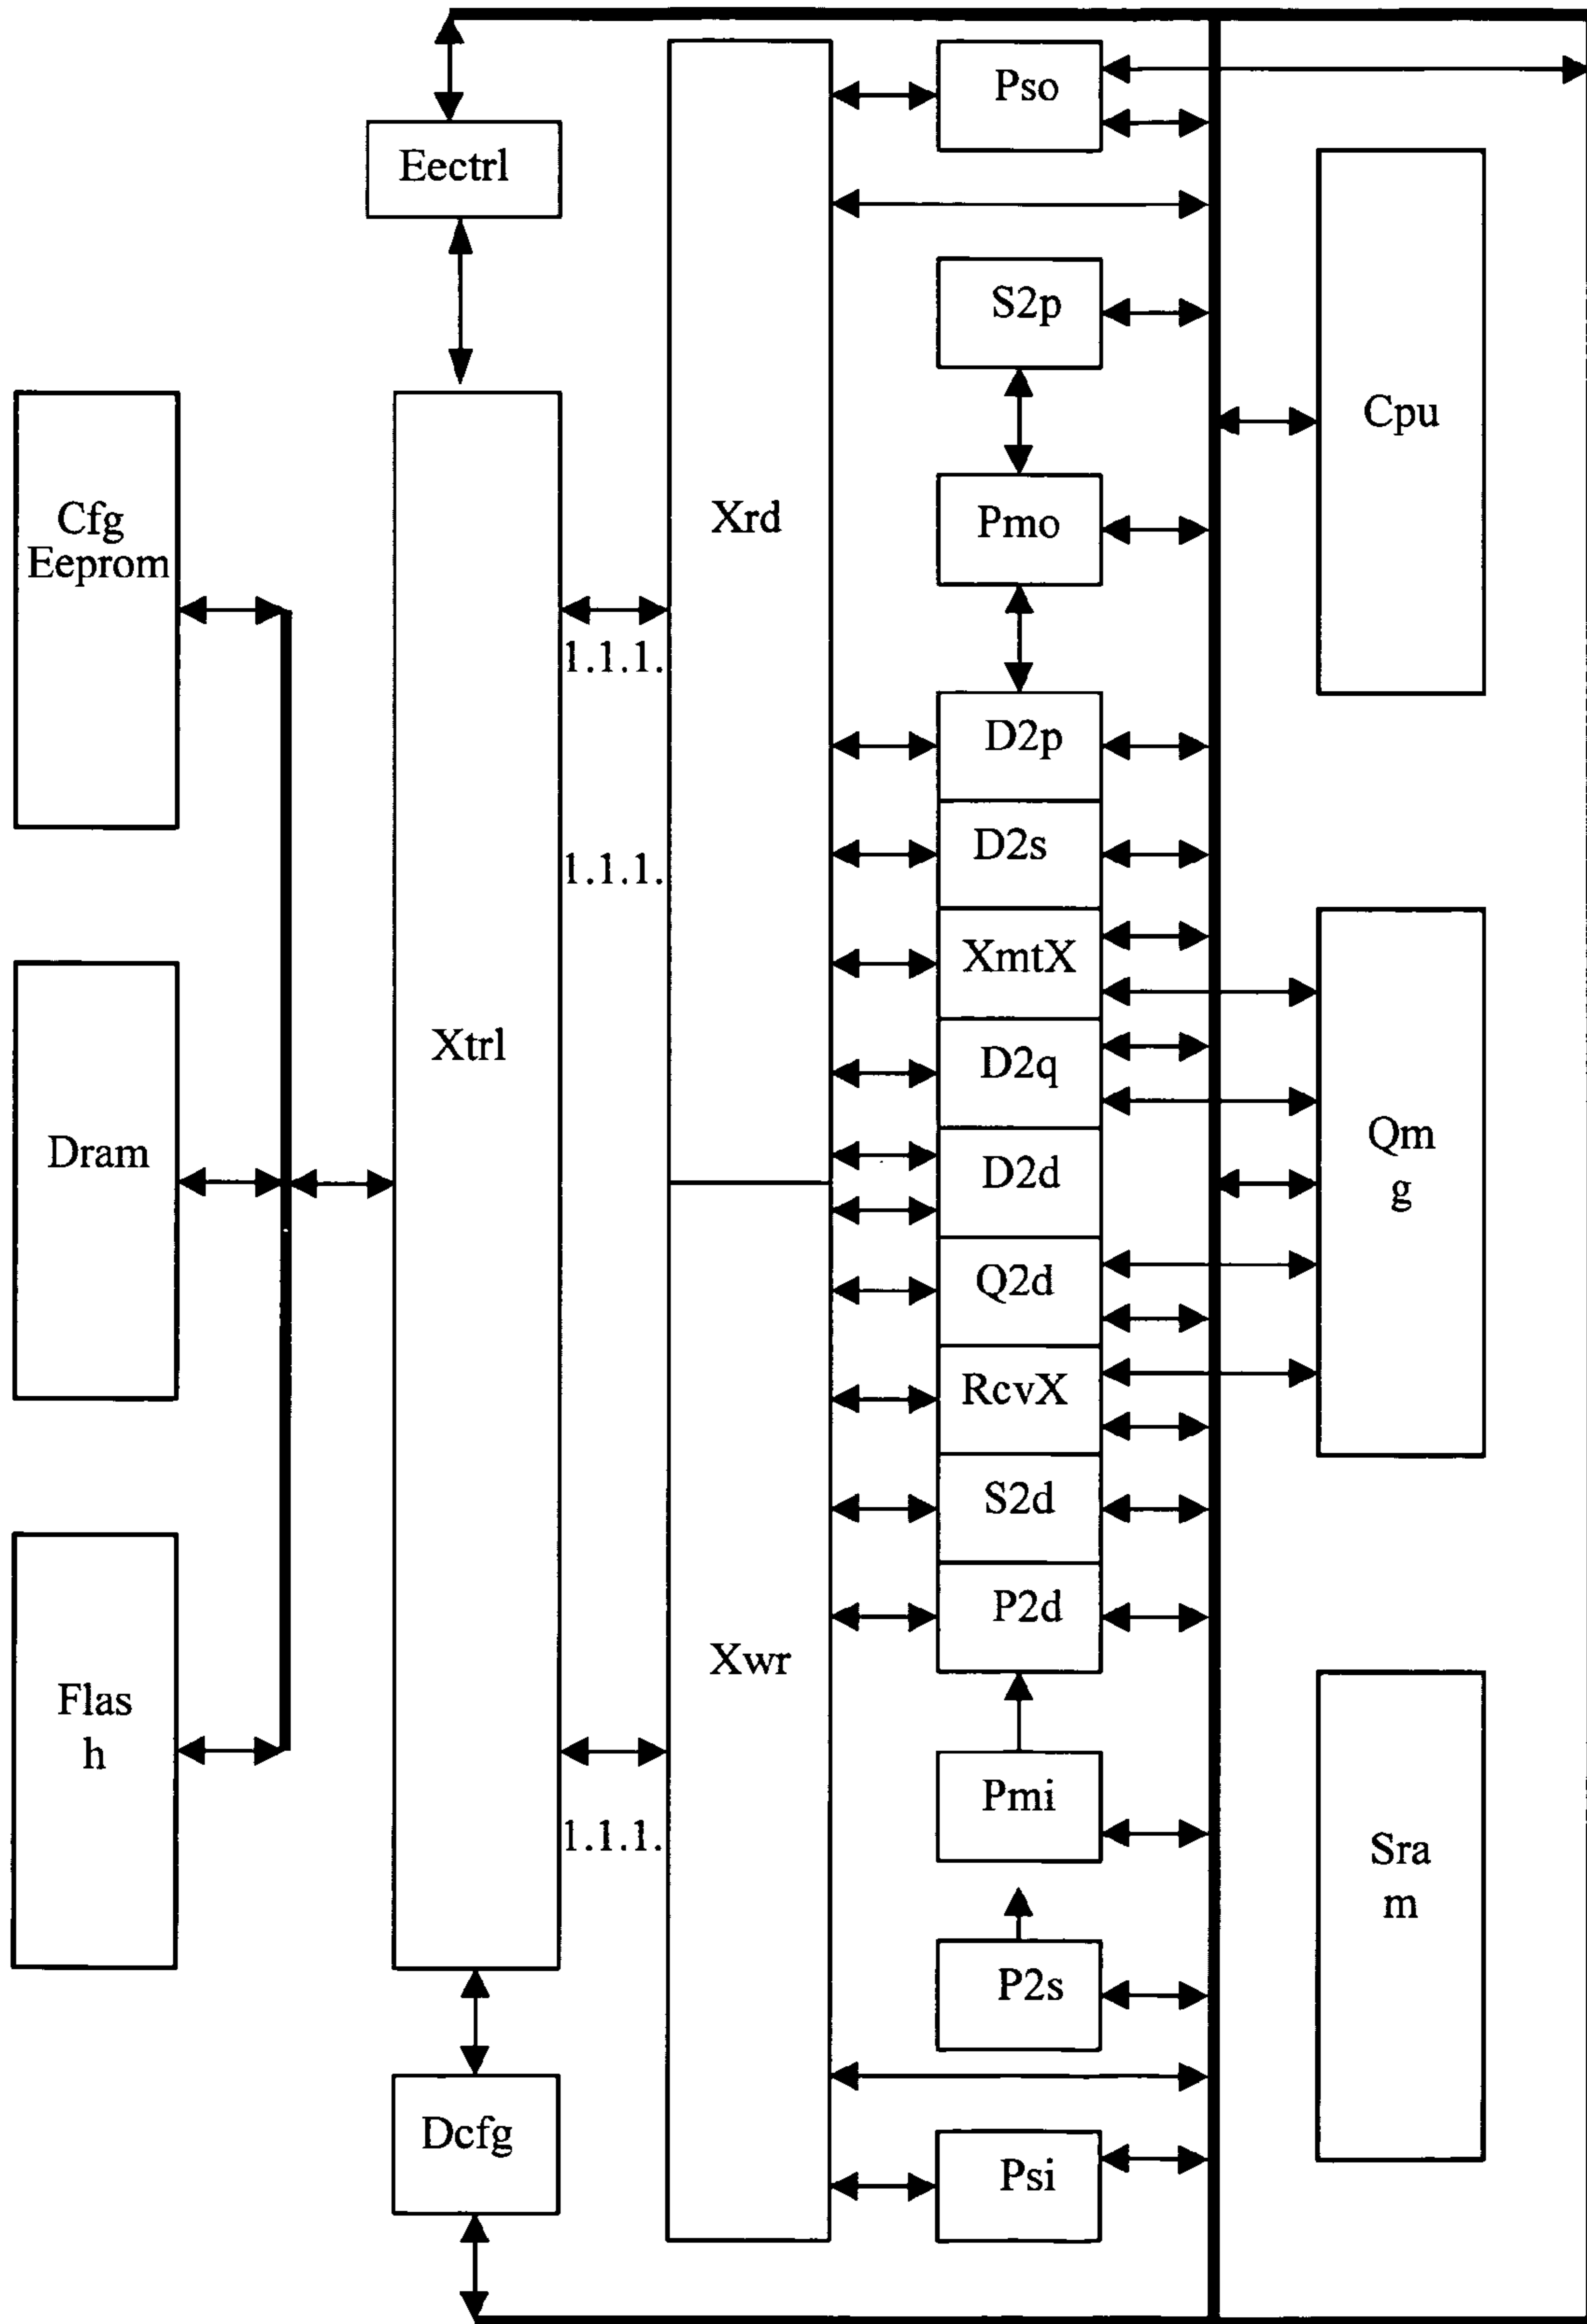 Pso
Eectrl
S2p
Cpu
Cfg
Eeprom
Xrd
Pmo
1.1.1.
D2p
D2s
1.1.1.
XmtX
Xtrl
D2q
Dram
D2d
Qm
g
Q2d
RcvX
S2d
P2d
Xwr
Flas
h
Pmi
1.1.1.
Sra
m
P2s
Dcfg
Psi